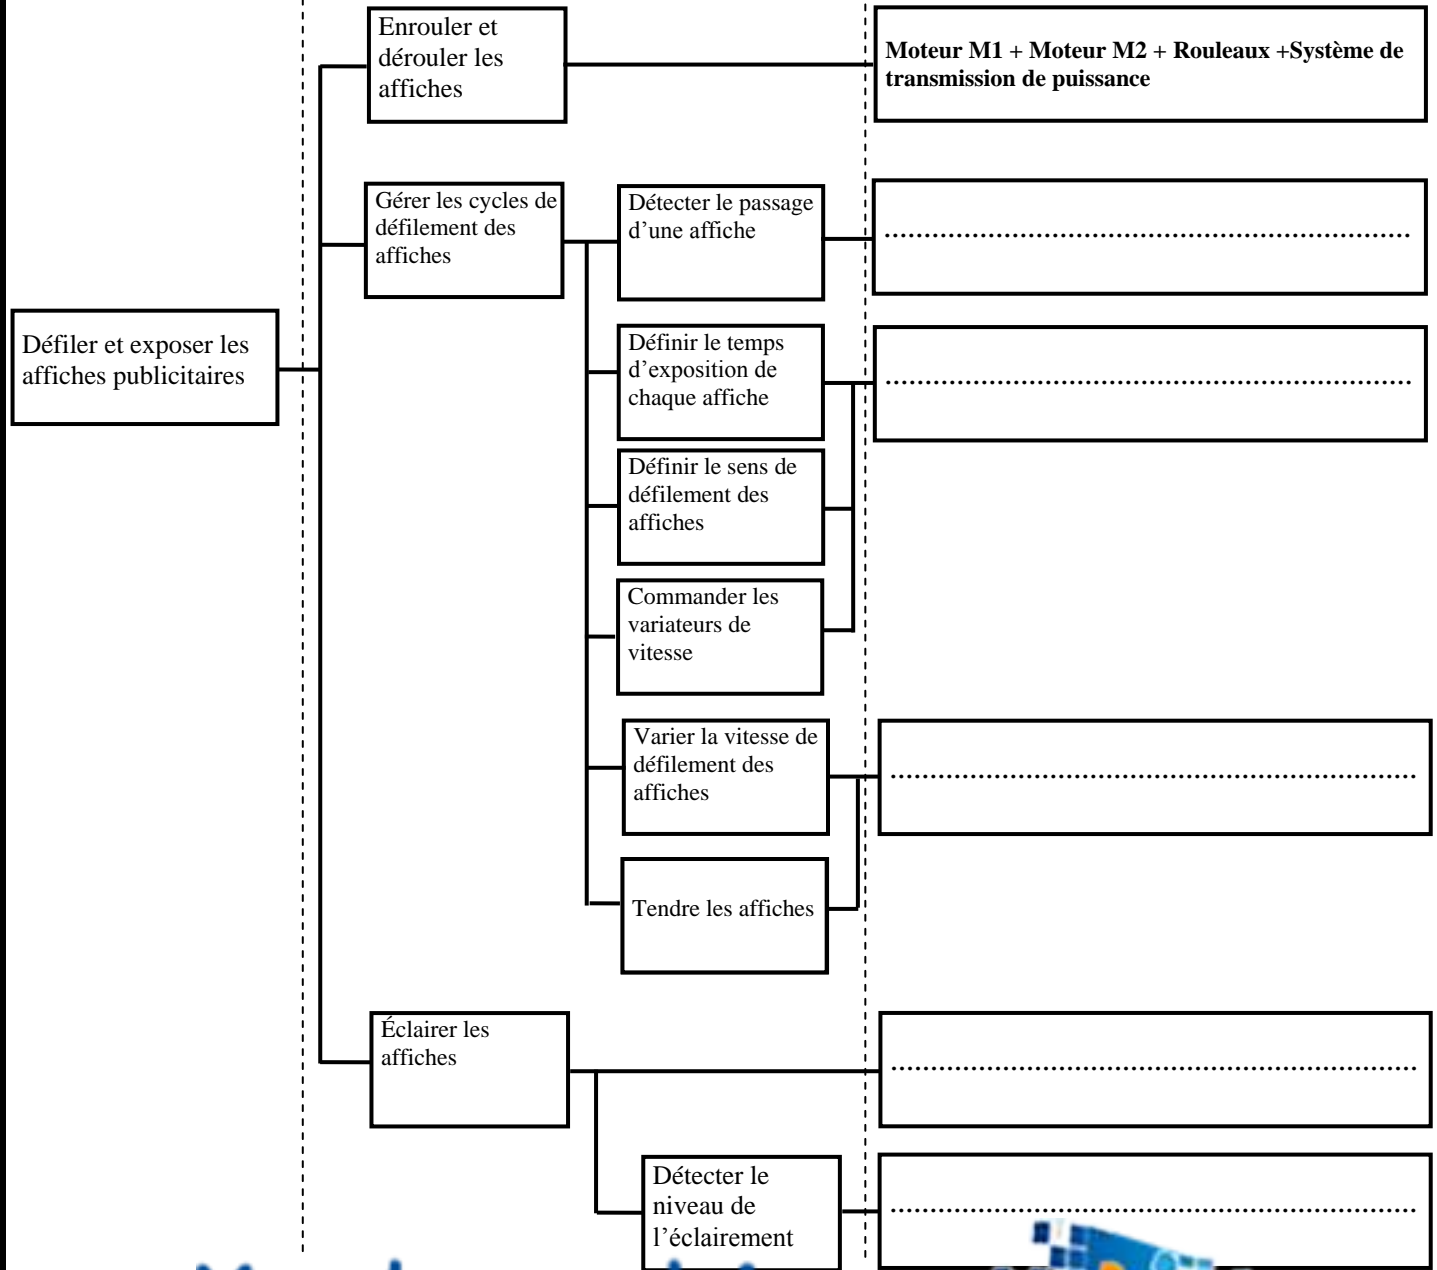 Enrouler et
dérouler les
affiches
Moteur M1 + Moteur M2 + Rouleaux +Système de
transmission de puissance
Gérer les cycles de
défilement des
affiches
Détecter le passage
d’une affiche
....................................................................
Défiler et exposer les
affiches publicitaires
Définir le temps
d’exposition de
chaque affiche
....................................................................
Définir le sens de
défilement des
affiches
Commander les
variateurs de
vitesse
Varier la vitesse de
défilement des
affiches
....................................................................
Tendre les affiches
Éclairer les
affiches
....................................................................
Détecter le
niveau de
l’éclairement
....................................................................